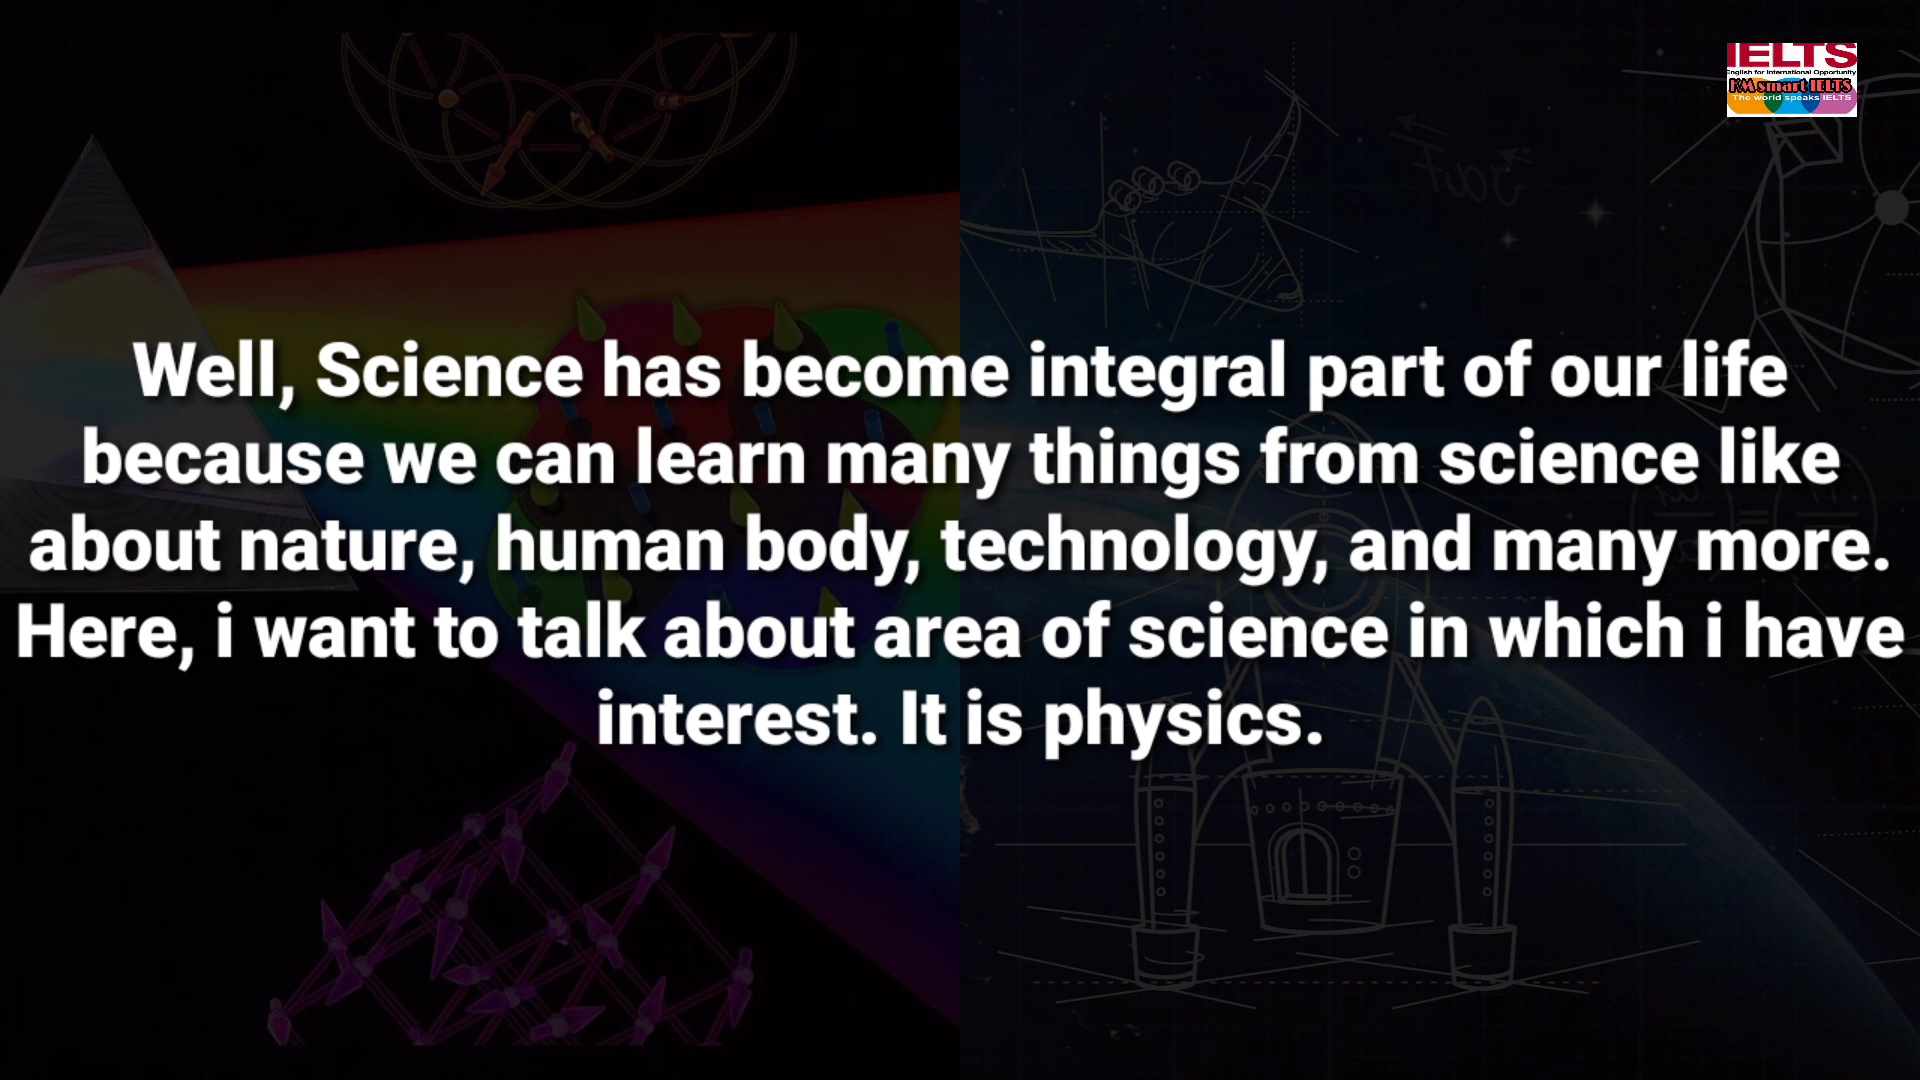 IELTS
English for International Opportunity
KM smart IELTS
The world speaks IELTS
Well, Science has become integral part of our life
because we can learn many things from science like
about nature, human body, technology, and many more.
Here, i want to talk about area of science in which i have
interest. It is physics.